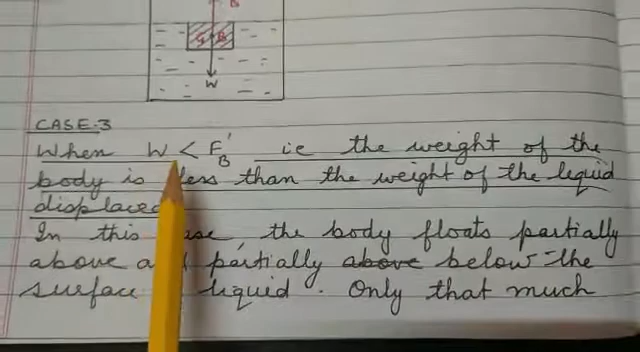 B
G B
W
CASE-3
When W < F'B ie the weight of the
body is less than the weight of the liquid
displaced
In this case, the body floats partially
above and partially above below the
surface liquid. Only that much